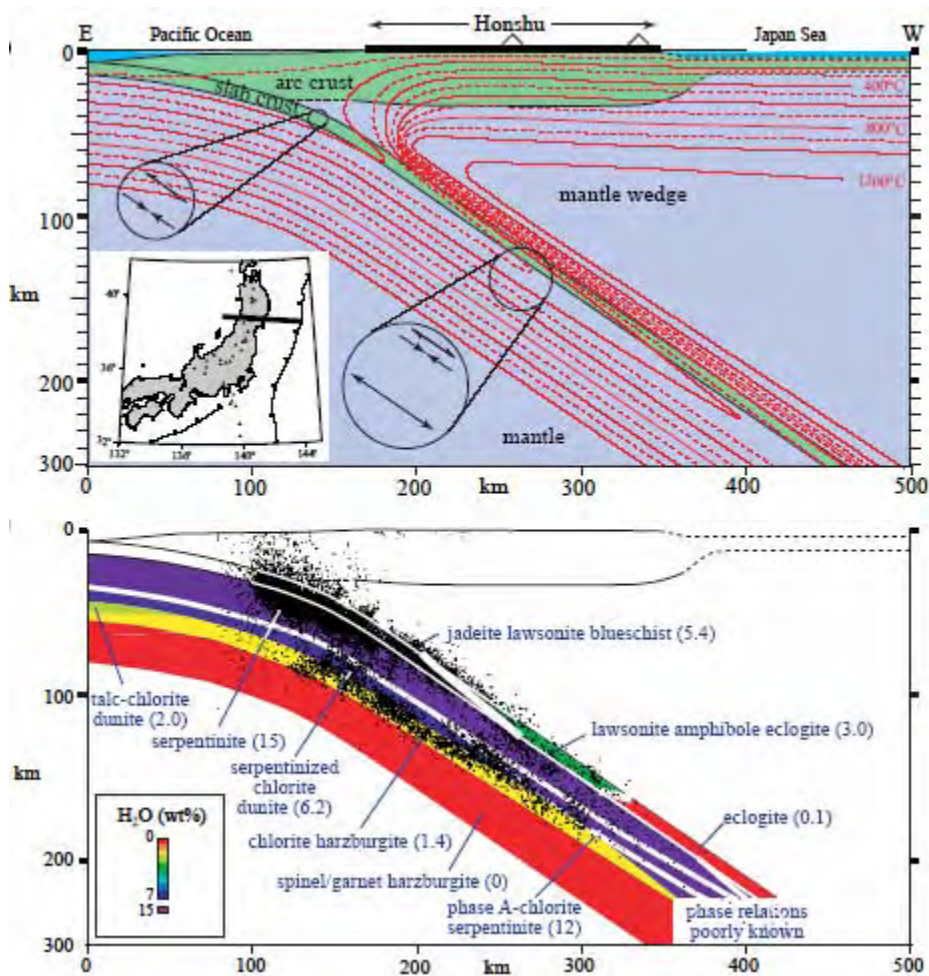 Honshu
E Pacific Ocean Japan Sea W
0
arc crust
slab crust
400°C
800°C
1200°C
mantle wedge
100
km
40°
36°
32°
132° 136° 140° 144°
200
mantle
300
0 100 200 km 300 400 500
0
jadeite lawsonite blueschist (5.4)
100
talc-chlorite
dunite (2.0)
serpentinite (15)
lawsonite amphibole eclogite (3.0)
serpentinized
chlorite
dunite (6.2)
km
H2O (wt%)
0
7
15
chlorite harzburgite (1.4)
eclogite (0.1)
200
spinel/garnet harzburgite (0)
phase A-chlorite
serpentinite (12)
phase relations
poorly known
300
0 100 200 km 300 400 500